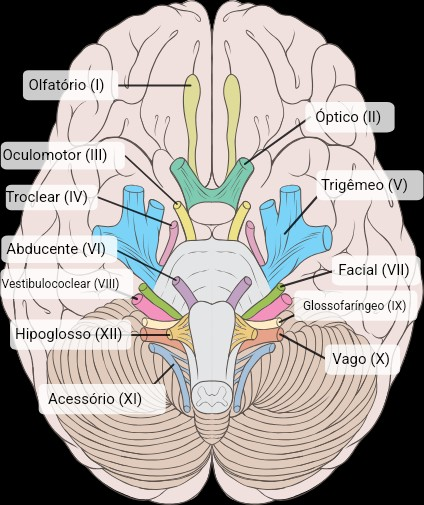 Olfatório (I)
Óptico (II)
Oculomotor (III)
Trigêmeo (V)
Troclear (IV)
Abducente (VI)
Facial (VII)
Vestibulococlear (VIII)
Glossofaríngeo (IX)
Hipoglosso (XII)
Vago (X)
Acessório (XI)